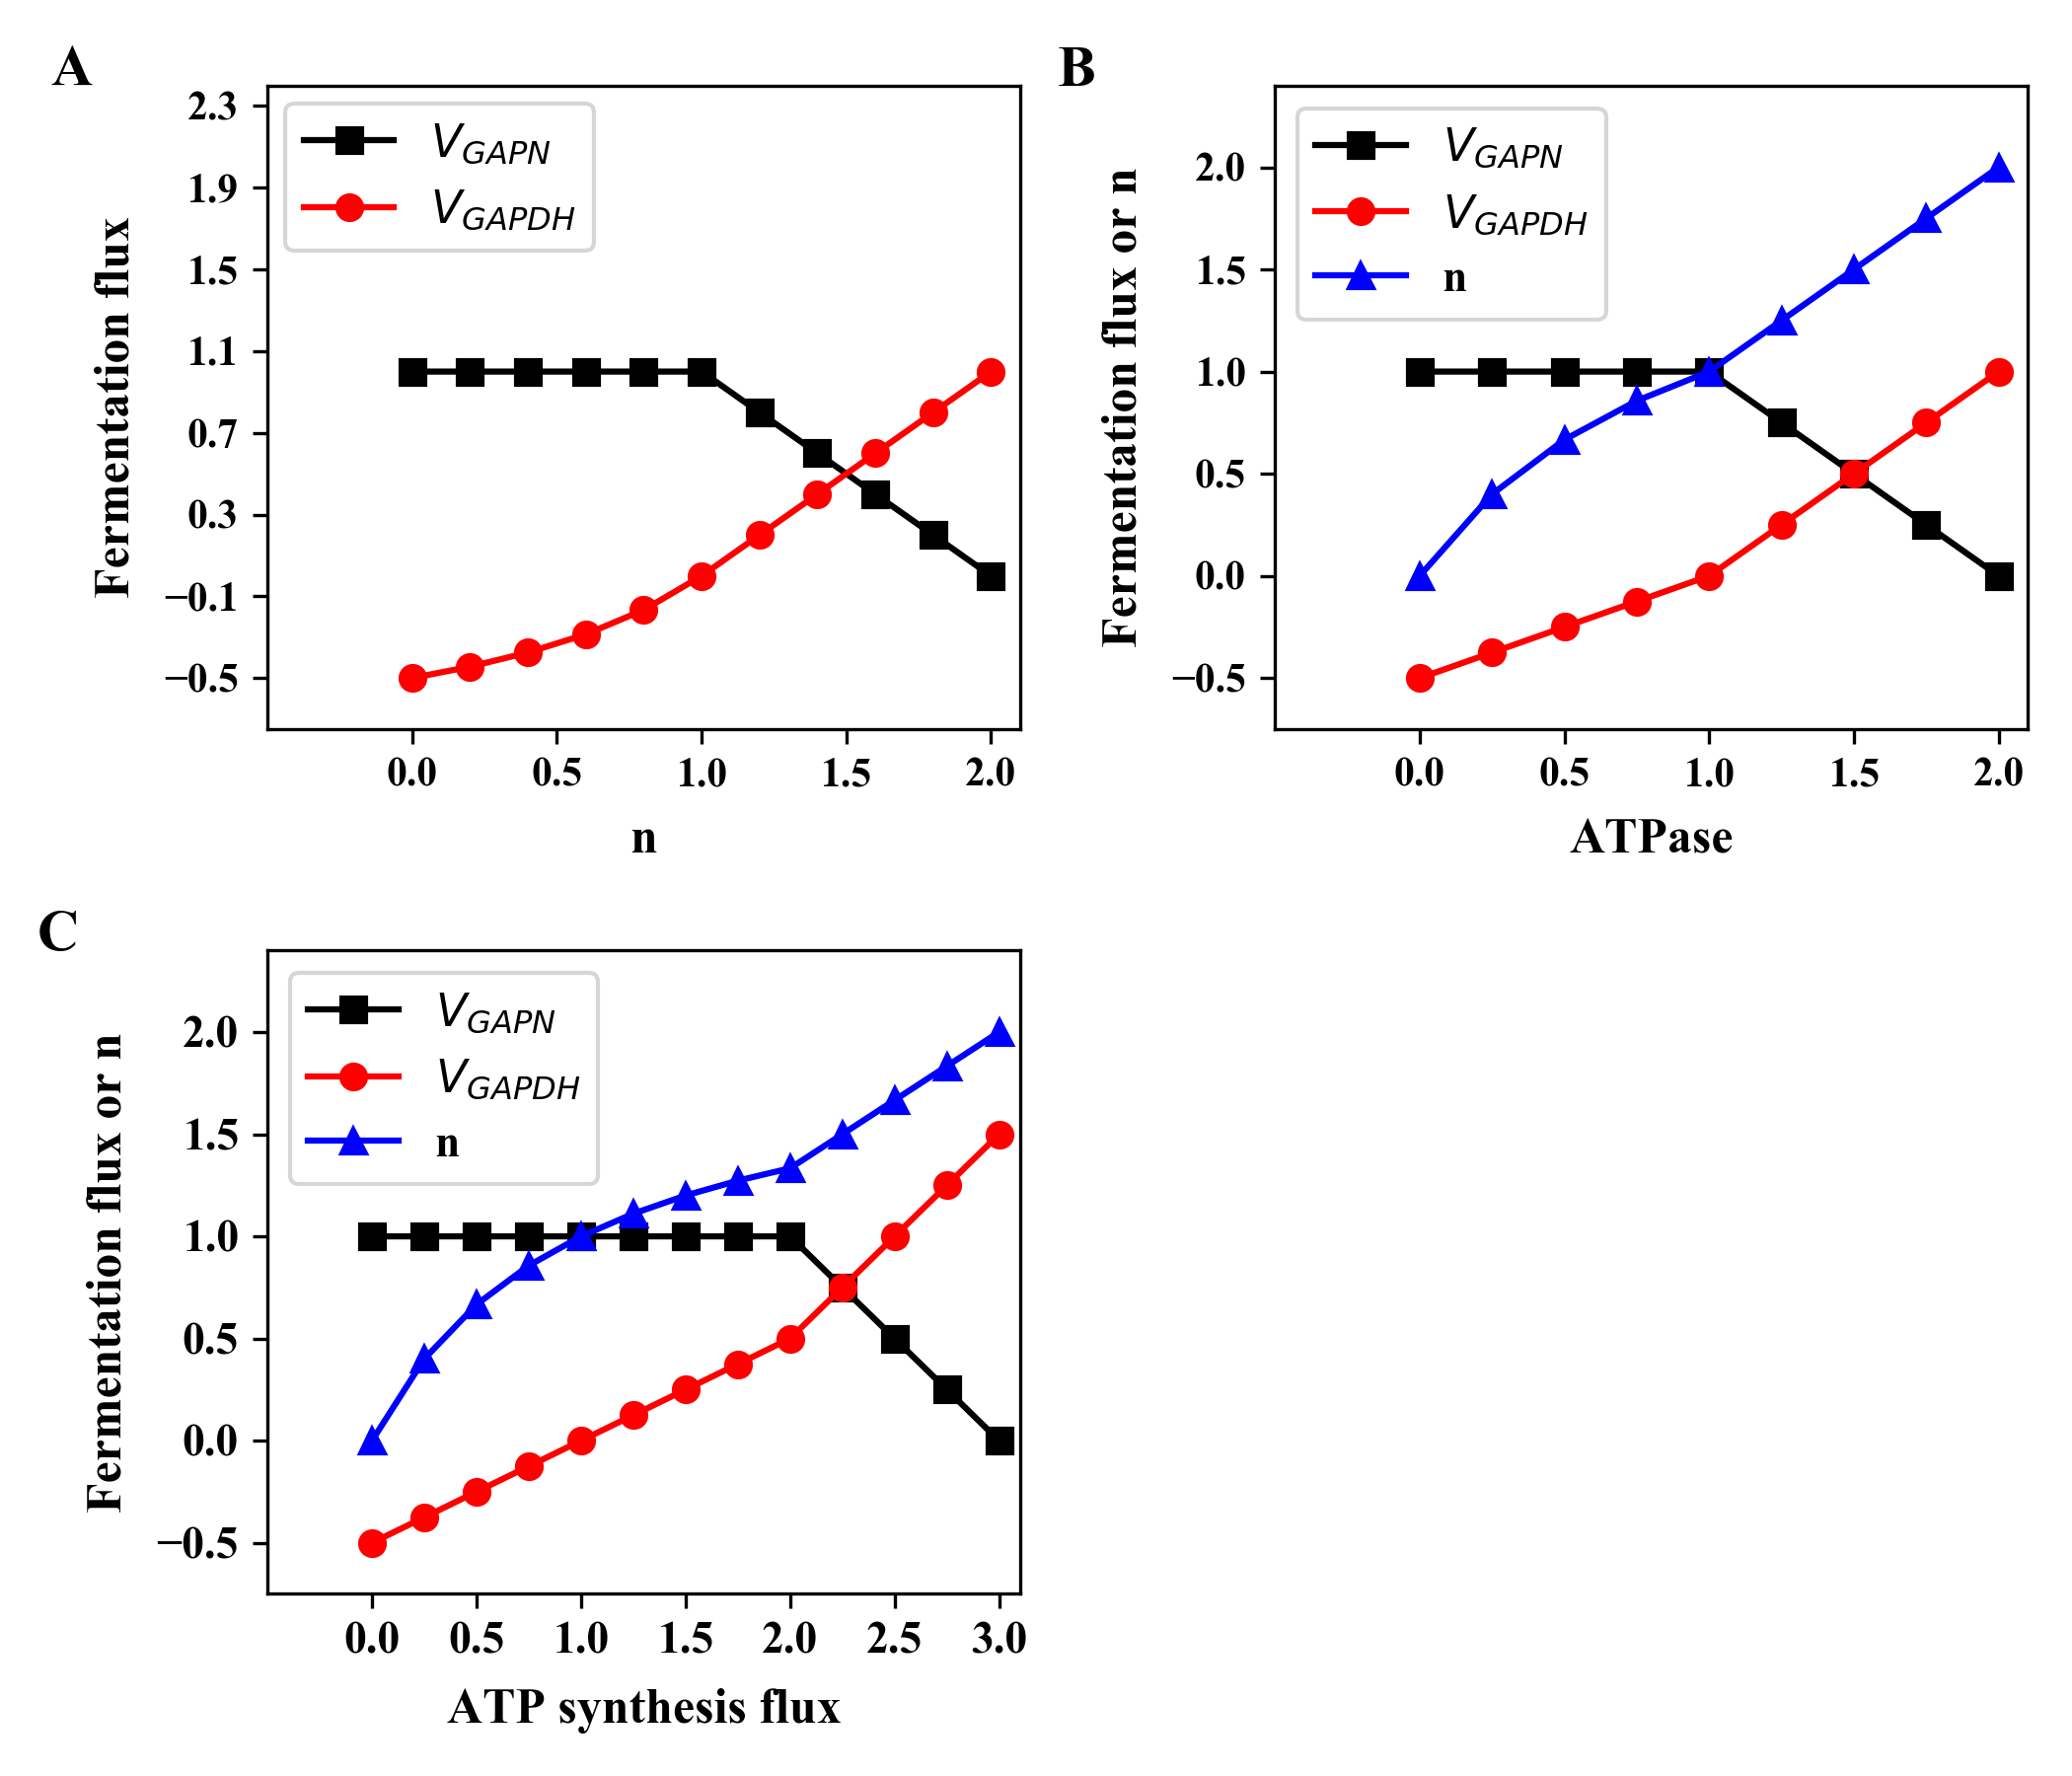 A
2.3
1.9
1.5
1.1
0.7
0.3
−0.1
−0.5
Fermentation flux
V_GAPN
V_GAPDH
0.0 0.5 1.0 1.5 2.0
n
B
2.0
1.5
1.0
0.5
0.0
−0.5
Fermentation flux or n
V_GAPN
V_GAPDH
n
0.0 0.5 1.0 1.5 2.0
ATPase
C
2.0
1.5
1.0
0.5
0.0
−0.5
Fermentation flux or n
V_GAPN
V_GAPDH
n
0.0 0.5 1.0 1.5 2.0 2.5 3.0
ATP synthesis flux